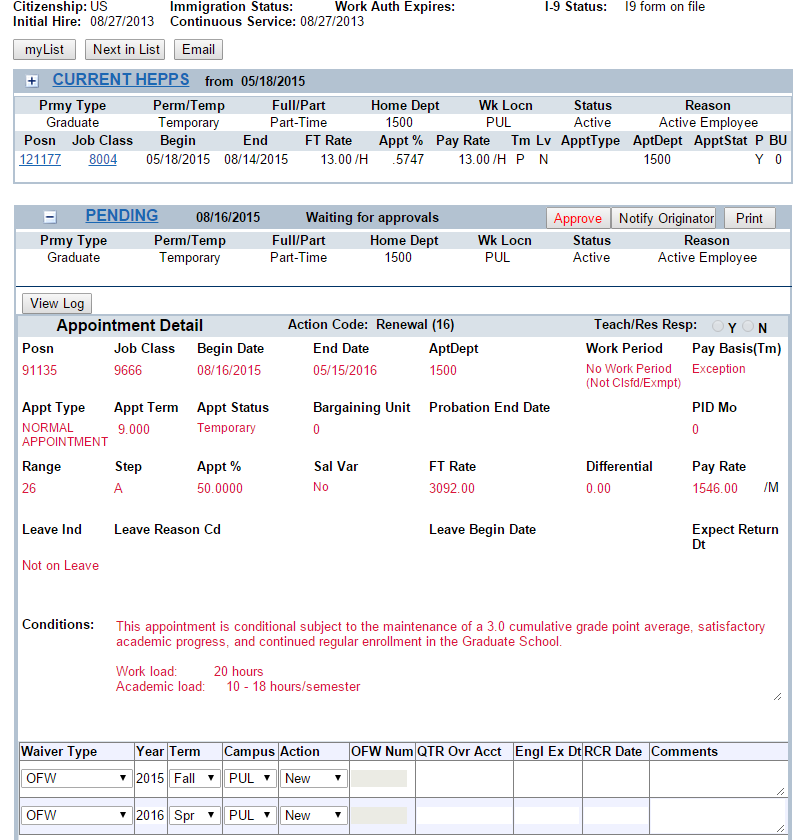 Citizenship: US Immigration Status: Work Auth Expires: I-9 Status: I9 form on file
Initial Hire: 08/27/2013 Continuous Service: 08/27/2013
myList Next in List Email
+ CURRENT HEPPS from 05/18/2015
Prmy Type Perm/Temp Full/Part Home Dept Wk Locn Status Reason
Graduate Temporary Part-Time 1500 PUL Active Active Employee
Posn Job Class Begin End FT Rate Appt % Pay Rate Tm Lv ApptType AptDept ApptStat P BU
121177 8004 05/18/2015 08/14/2015 13.00 /H .5747 13.00 /H P N 1500 Y 0
− PENDING 08/16/2015 Waiting for approvals Approve Notify Originator Print
Prmy Type Perm/Temp Full/Part Home Dept Wk Locn Status Reason
Graduate Temporary Part-Time 1500 PUL Active Active Employee
View Log
Appointment Detail Action Code: Renewal (16) Teach/Res Resp: Y N
Posn Job Class Begin Date End Date AptDept Work Period Pay Basis(Tm)
91135 9666 08/16/2015 05/15/2016 1500 No Work Period Exception
(Not Clsfd/Exmpt)
Appt Type Appt Term Appt Status Bargaining Unit Probation End Date PID Mo
NORMAL 9.000 Temporary 0 0
APPOINTMENT
Range Step Appt % Sal Var FT Rate Differential Pay Rate
26 A 50.0000 No 3092.00 0.00 1546.00 /M
Leave Ind Leave Reason Cd Leave Begin Date Expect Return
Dt
Not on Leave
Conditions: This appointment is conditional subject to the maintenance of a 3.0 cumulative grade point average, satisfactory
academic progress, and continued regular enrollment in the Graduate School.
Work load: 20 hours
Academic load: 10 - 18 hours/semester
Waiver Type Year Term Campus Action OFW Num QTR Ovr Acct Engl Ex Dt RCR Date Comments
OFW 2015 Fall PUL New
OFW 2016 Spr PUL New